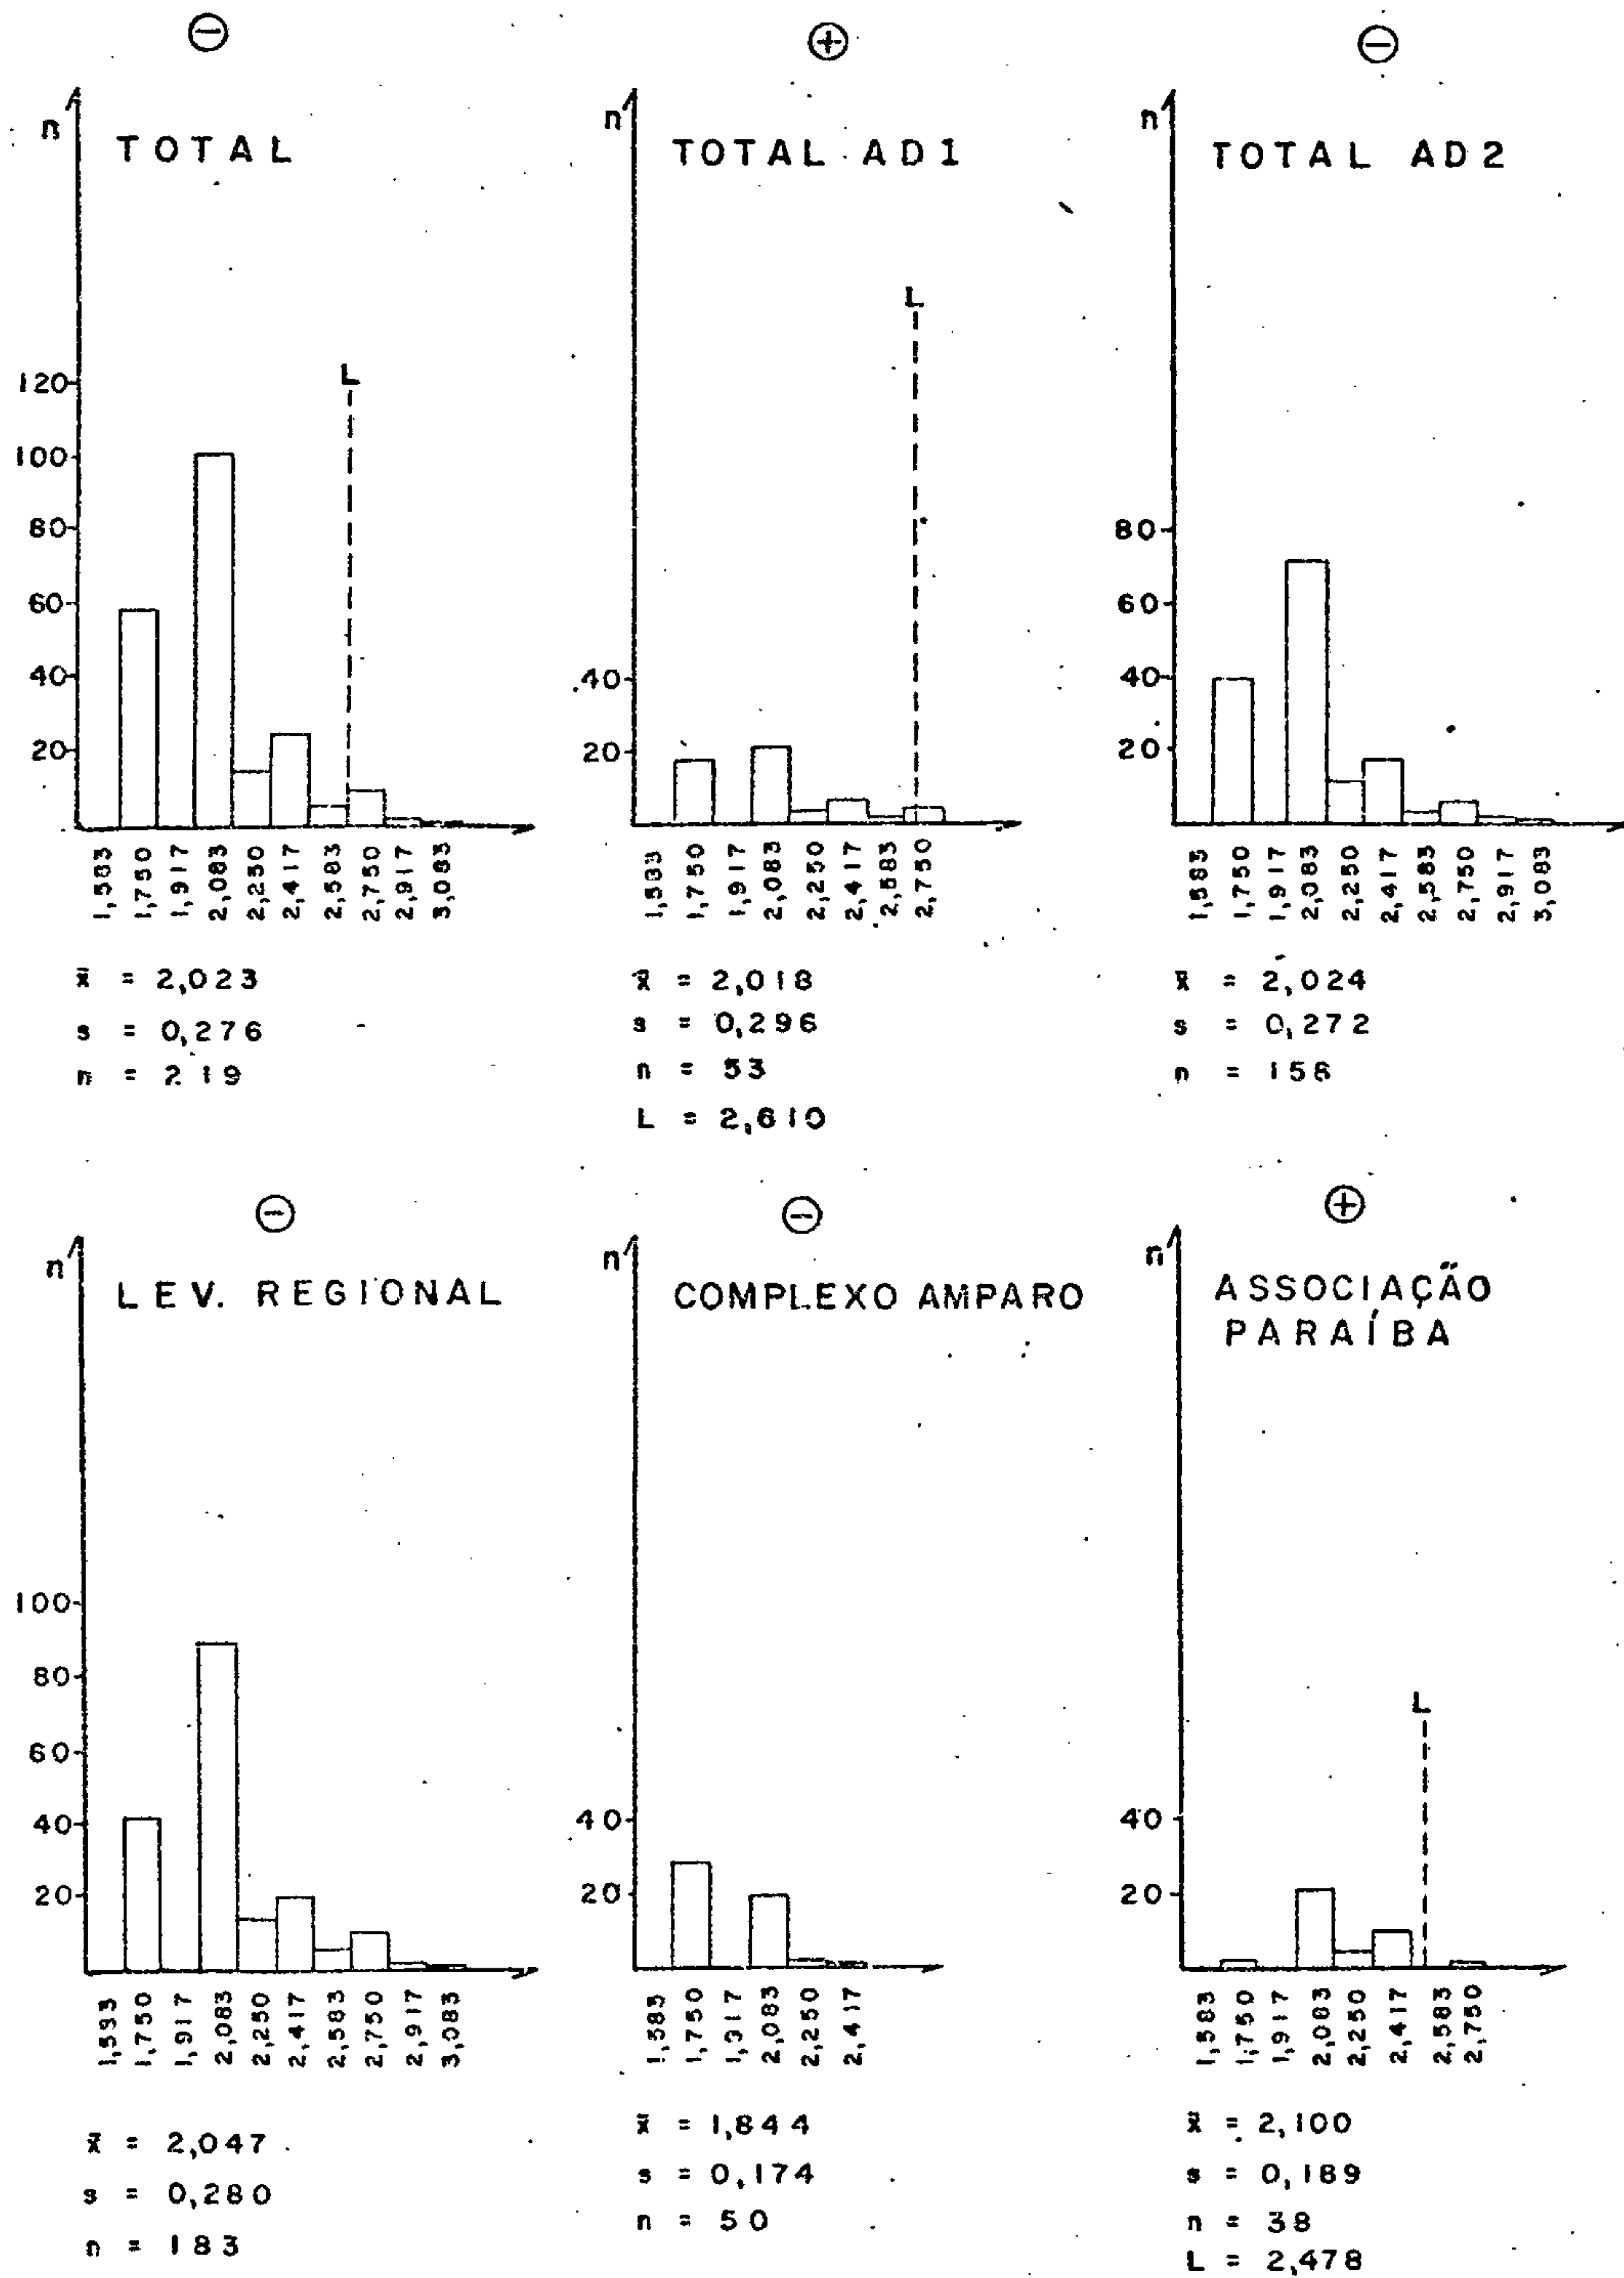 ⊖
n
TOTAL
L
120
100
80
60
40
20
1,583
1,750
1,917
2,083
2,250
2,417
2,583
2,750
2,917
3,083
x̄ = 2,023
s = 0,276
n = 219
⊕
n
TOTAL AD1
L
40
20
1,583
1,750
1,917
2,083
2,250
2,417
2,583
2,750
x̄ = 2,018
s = 0,296
n = 53
L = 2,610
⊖
n
TOTAL AD2
80
60
40
20
1,583
1,750
1,917
2,083
2,250
2,417
2,583
2,750
2,917
3,083
x̄ = 2,024
s = 0,272
n =
⊖
n
LEV. REGIONAL
100
80
60
40
20
1,583
1,750
1,917
2,083
2,250
2,417
2,583
2,750
2,917
3,083
x̄ = 2,047
s = 0,280
n = 183
⊖
n
COMPLEXO AMPARO
40
20
1,583
1,750
1,917
2,083
2,250
2,417
x̄ = 1,844
s = 0,174
n = 50
⊕
n
ASSOCIAÇÃO
PARAÍBA
L
40
20
1,583
1,750
1,917
2,083
2,250
2,417
2,583
2,750
x̄ = 2,100
s = 0,189
n = 38
L = 2,478